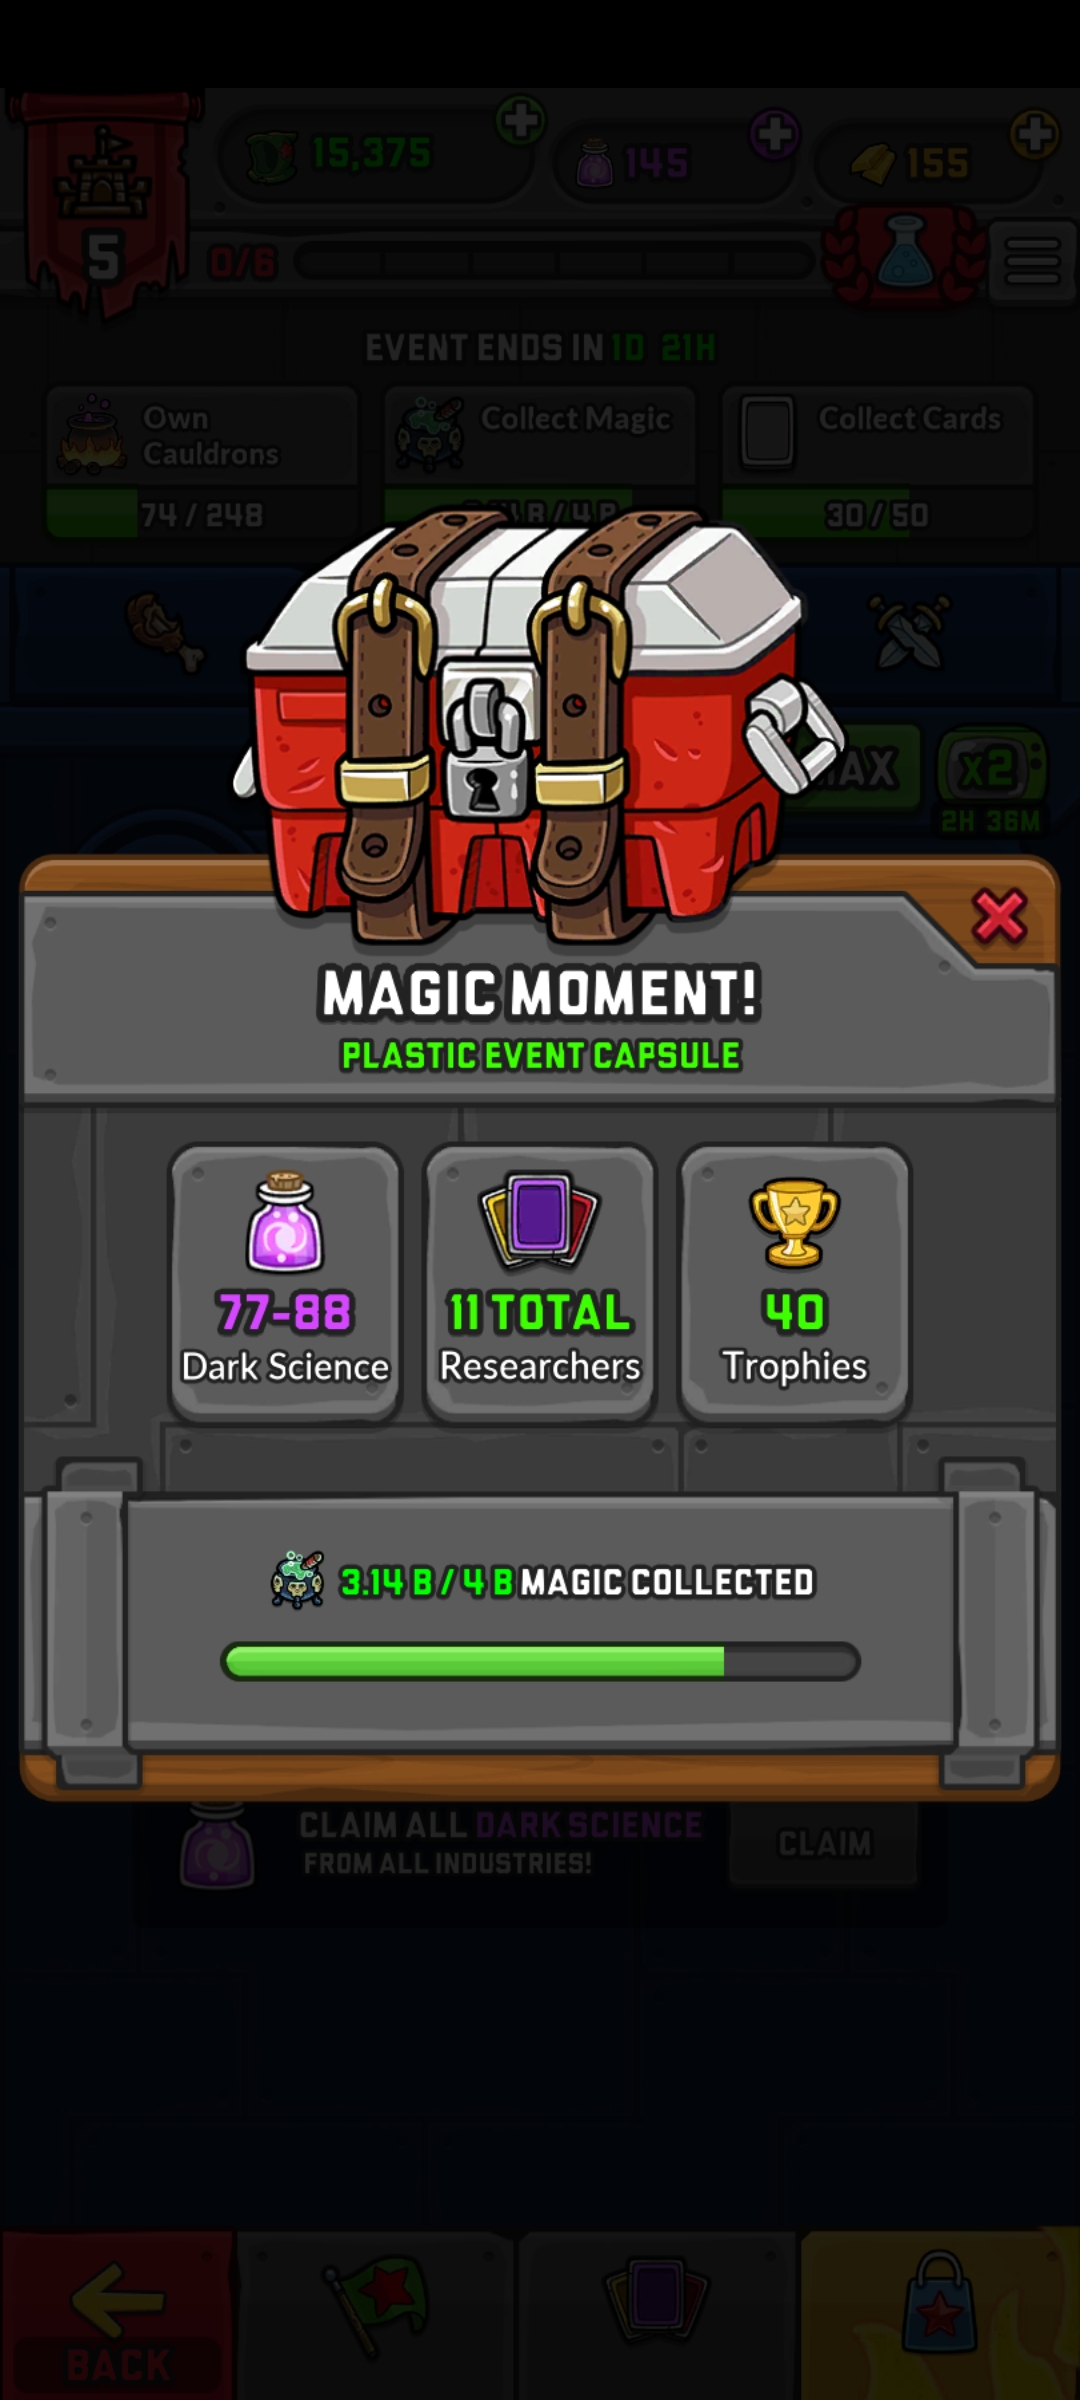 15,375
145
155
5
0/6
EVENT ENDS IN 1D 21H
Own
Cauldrons
74 / 248
Collect Magic
Collect Cards
30 / 50
x2
2H 36M
MAGIC MOMENT!
PLASTIC EVENT CAPSULE
77-88
Dark Science
11 TOTAL
Researchers
40
Trophies
3.14 B / 4 B MAGIC COLLECTED
CLAIM ALL DARK SCIENCE
FROM ALL INDUSTRIES!
CLAIM
BACK